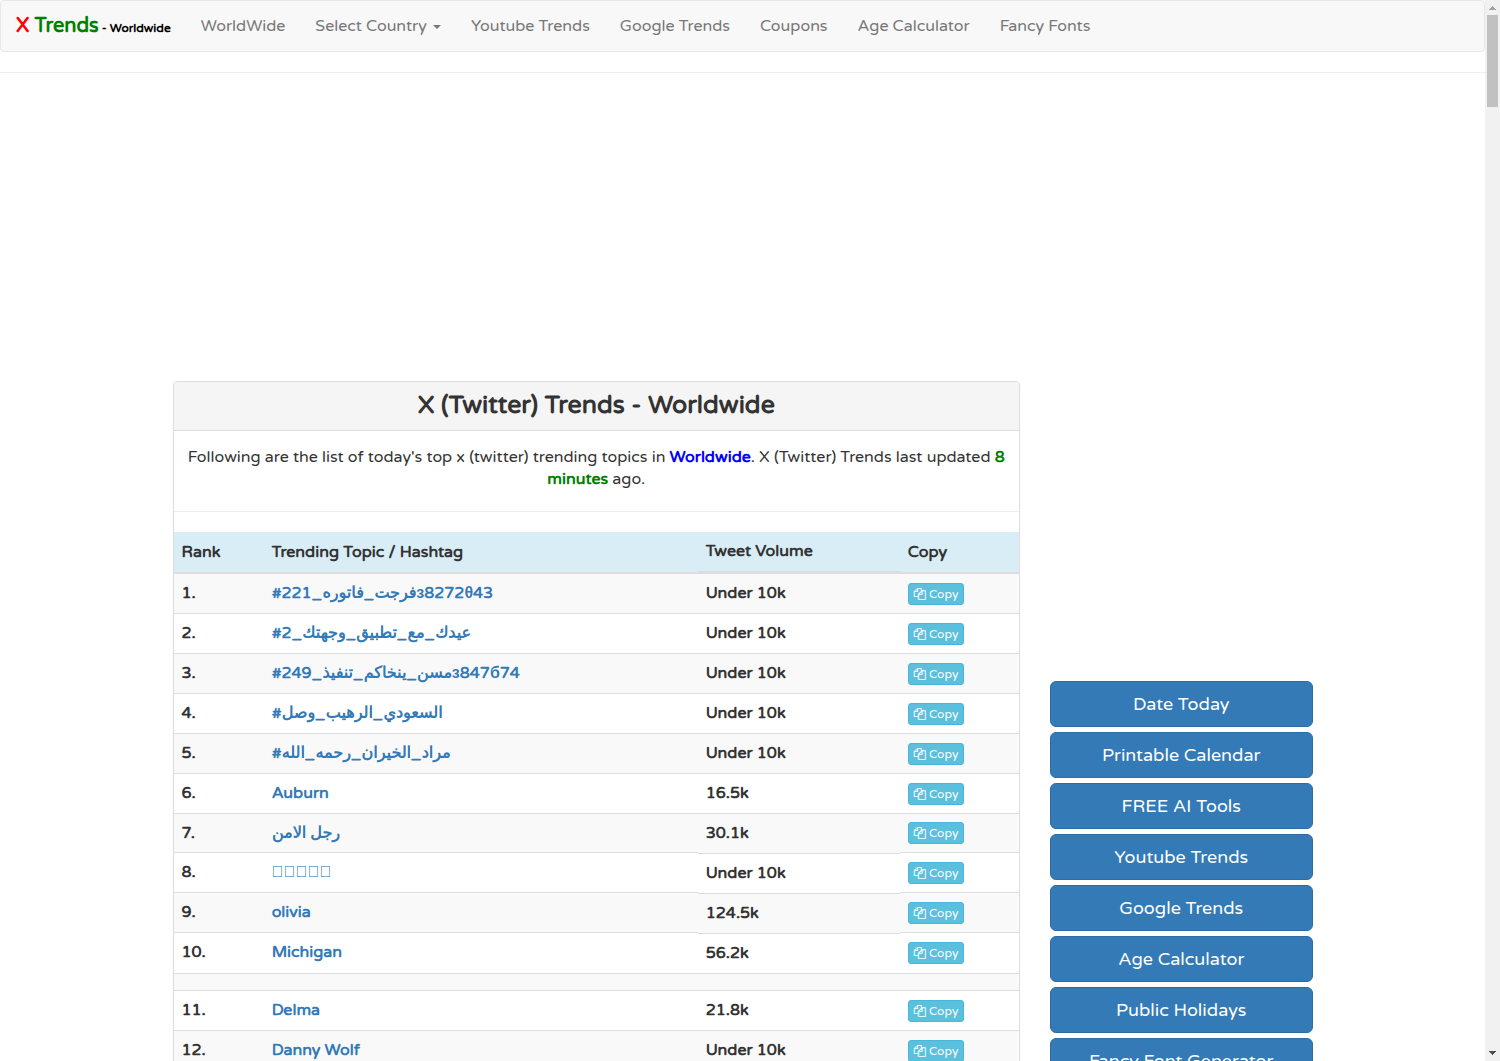 X Trends - Worldwide WorldWide Select Country Youtube Trends Google Trends Coupons Age Calculator Fancy Fonts
X (Twitter) Trends - Worldwide
Following are the list of today's top x (twitter) trending topics in Worldwide. X (Twitter) Trends last updated 8
minutes ago.
Rank Trending Topic / Hashtag Tweet Volume Copy
1. #فرجت_فاتوره_221з8272θ43 Under 10k Copy
2. #عيدك_مع_تطبيق_وجهتك_2 Under 10k Copy
3. #مسن_ينخاكم_تنفيذ_249з847б74 Under 10k Copy
4. #السعودي_الرهيب_وصل Under 10k Copy
5. #مراد_الخيران_رحمه_الله Under 10k Copy
6. Auburn 16.5k Copy
7. رجل الامن 30.1k Copy
8. Under 10k Copy
9. olivia 124.5k Copy
10. Michigan 56.2k Copy
11. Delma 21.8k Copy
12. Danny Wolf Under 10k Copy
Date Today
Printable Calendar
FREE AI Tools
Youtube Trends
Google Trends
Age Calculator
Public Holidays
Fancy Font Generator